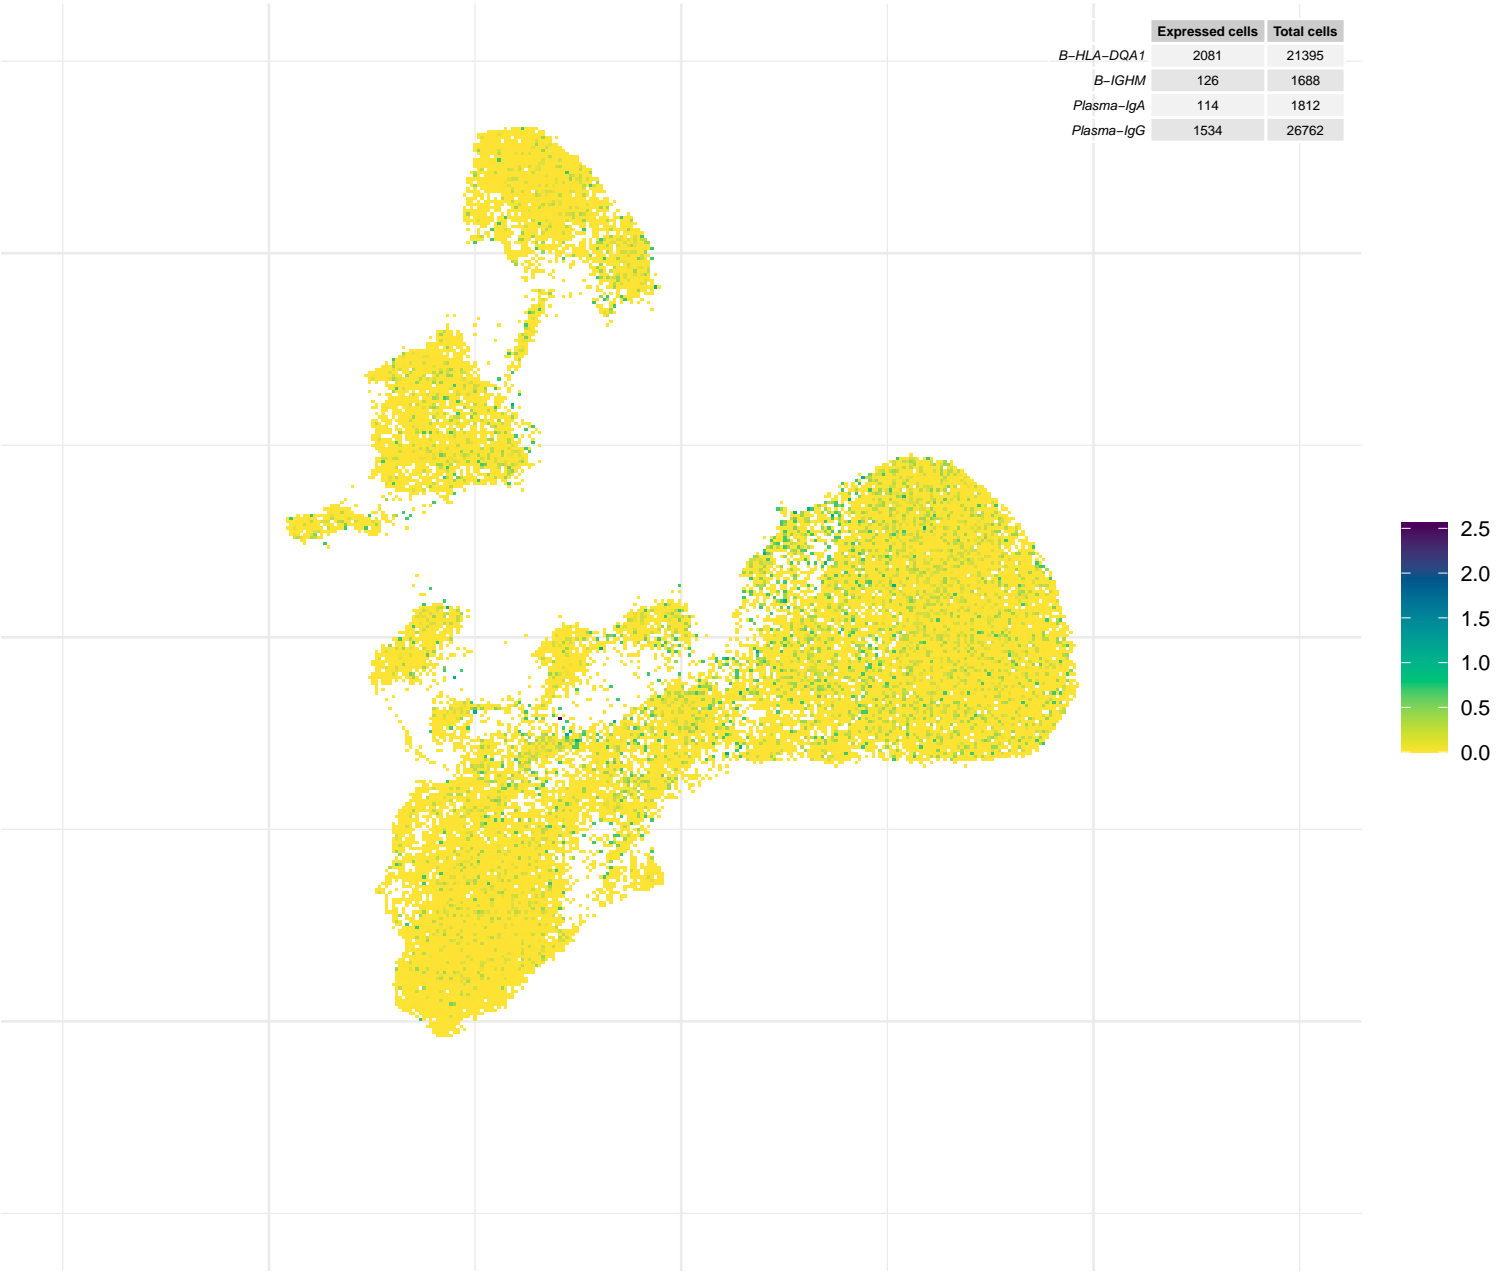 Expressed cells Total cells
B−HLA−DQA1 2081 21395
B−IGHM 126 1688
Plasma−IgA 114 1812
Plasma−IgG 1534 26762
2.5
2.0
1.5
1.0
0.5
0.0